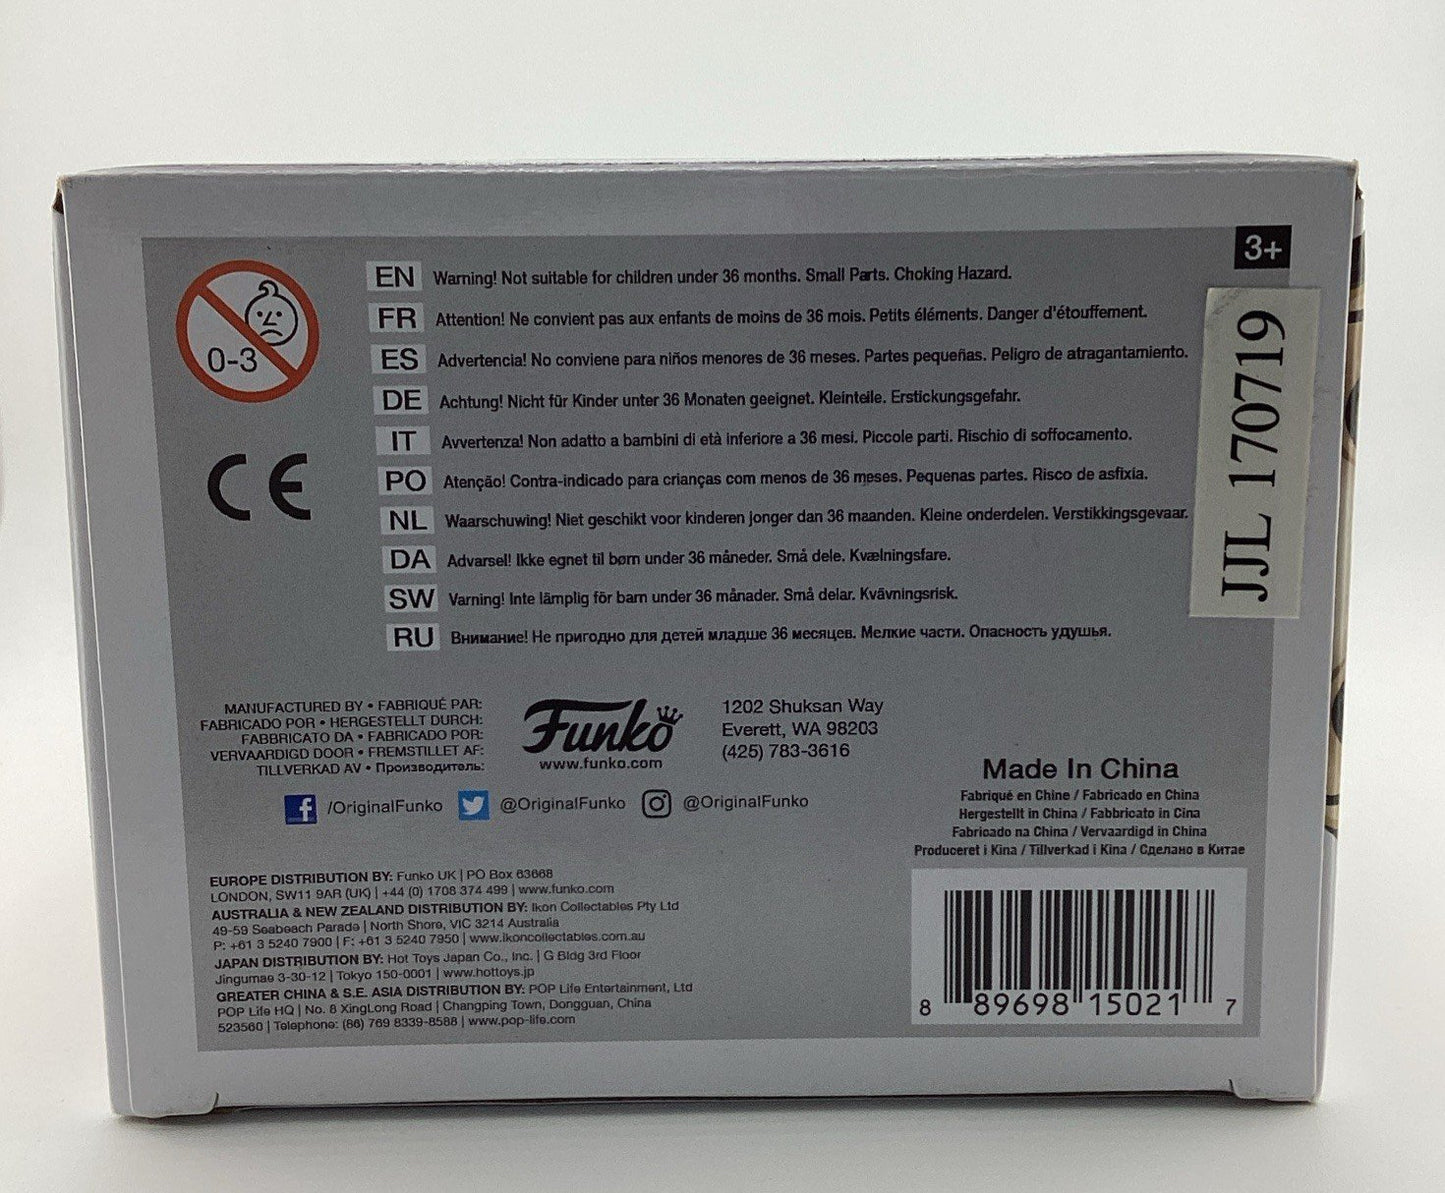 3+
0-3
EN Warning! Not suitable for children under 36 months. Small Parts. Choking Hazard.
FR Attention! Ne convient pas aux enfants de moins de 36 mois. Petits éléments. Danger d'étouffement.
ES Advertencia! No conviene para niños menores de 36 meses. Partes pequeñas. Peligro de atragantamiento.
DE Achtung! Nicht für Kinder unter 36 Monaten geeignet. Kleinteile. Erstickungsgefahr.
IT Avvertenza! Non adatto a bambini di età inferiore a 36 mesi. Piccole parti. Rischio di soffocamento.
PO Atenção! Contra-indicado para crianças com menos de 36 meses. Pequenas partes. Risco de asfixia.
NL Waarschuwing! Niet geschikt voor kinderen jonger dan 36 maanden. Kleine onderdelen. Verstikkingsgevaar.
DA Advarsel! Ikke egnet til børn under 36 måneder. Små dele. Kvælningsfare.
SW Varning! Inte lämplig för barn under 36 månader. Små delar. Kvävningsrisk.
RU Внимание! Не пригодно для детей младше 36 месяцев. Мелкие части. Опасность удушья.
CE
JJL 170719
MANUFACTURED BY • FABRIQUÉ PAR:
FABRICADO POR • HERGESTELLT DURCH:
FABBRICATO DA • FABRICADO POR:
VERVAARDIGD DOOR • FREMSTILLET AF:
TILLVERKAD AV • Производитель:
Funko
www.funko.com
1202 Shuksan Way
Everett, WA 98203
(425) 783-3616
/OriginalFunko @OriginalFunko @OriginalFunko
Made In China
Fabriqué en Chine / Fabricado en China
Hergestellt in China / Fabbricato in Cina
Fabricado na China / Vervaardigd in China
Produceret i Kina / Tillverkad i Kina / Сделано в Китае
EUROPE DISTRIBUTION BY: Funko UK | PO Box 63668
LONDON, SW11 9AR (UK) | +44 (0) 1708 374 499 | www.funko.com
AUSTRALIA & NEW ZEALAND DISTRIBUTION BY: Ikon Collectables Pty Ltd
49-59 Seabeach Parade | North Shore, VIC 3214 Australia
P: +61 3 5240 7900 | F: +61 3 5240 7950 | www.ikoncollectables.com.au
JAPAN DISTRIBUTION BY: Hot Toys Japan Co., Inc. | G Bldg 3rd Floor
Jingumae 3-30-12 | Tokyo 150-0001 | www.hottoys.jp
GREATER CHINA & S.E. ASIA DISTRIBUTION BY: POP Life Entertainment, Ltd
POP Life HQ | No. 8 XingLong Road | Changping Town, Dongguan, China
523560 | Telephone: (86) 769 8339-8588 | www.pop-life.com
8 89698 15021 7